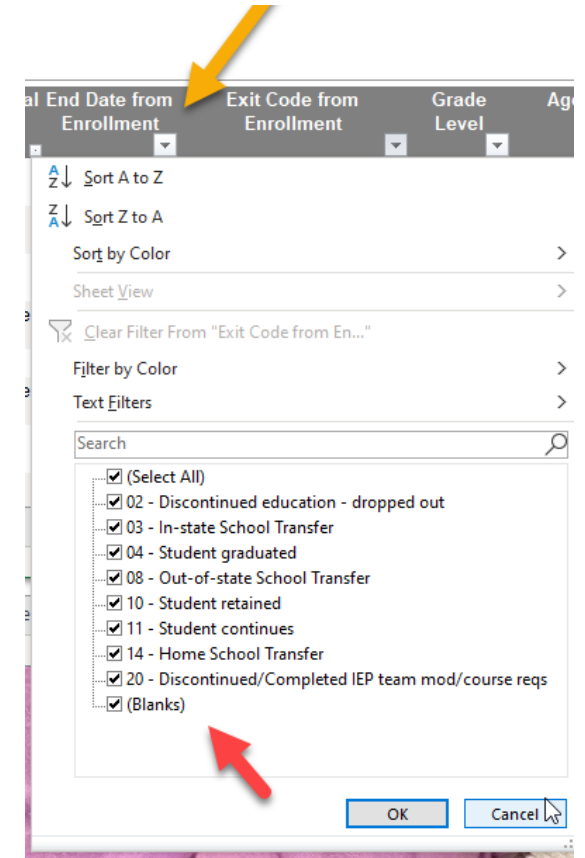 al End Date from Exit Code from Grade Age
Enrollment Enrollment Level
Sort A to Z
Sort Z to A
Sort by Color
Sheet View
Clear Filter From "Exit Code from En..."
Filter by Color
Text Filters
Search
(Select All)
02 - Discontinued education - dropped out
03 - In-state School Transfer
04 - Student graduated
08 - Out-of-state School Transfer
10 - Student retained
11 - Student continues
14 - Home School Transfer
20 - Discontinued/Completed IEP team mod/course reqs
(Blanks)
OK Cancel